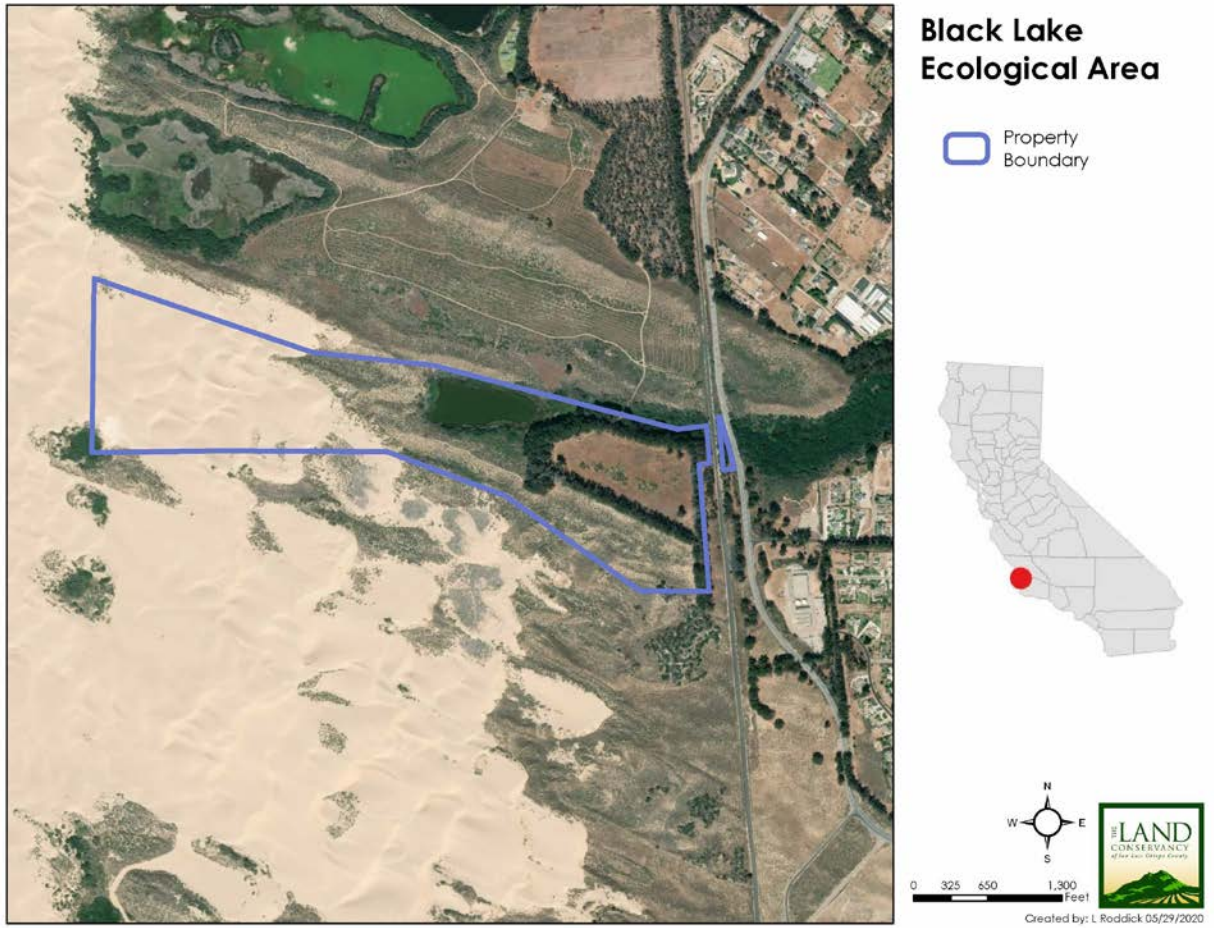 Black Lake
Ecological Area
Property
Boundary
N
W E
S
0 325 650 1,300
Feet
THE LAND
CONSERVANCY
of San Luis Obispo County
Created by: L Roddick 05/29/2020